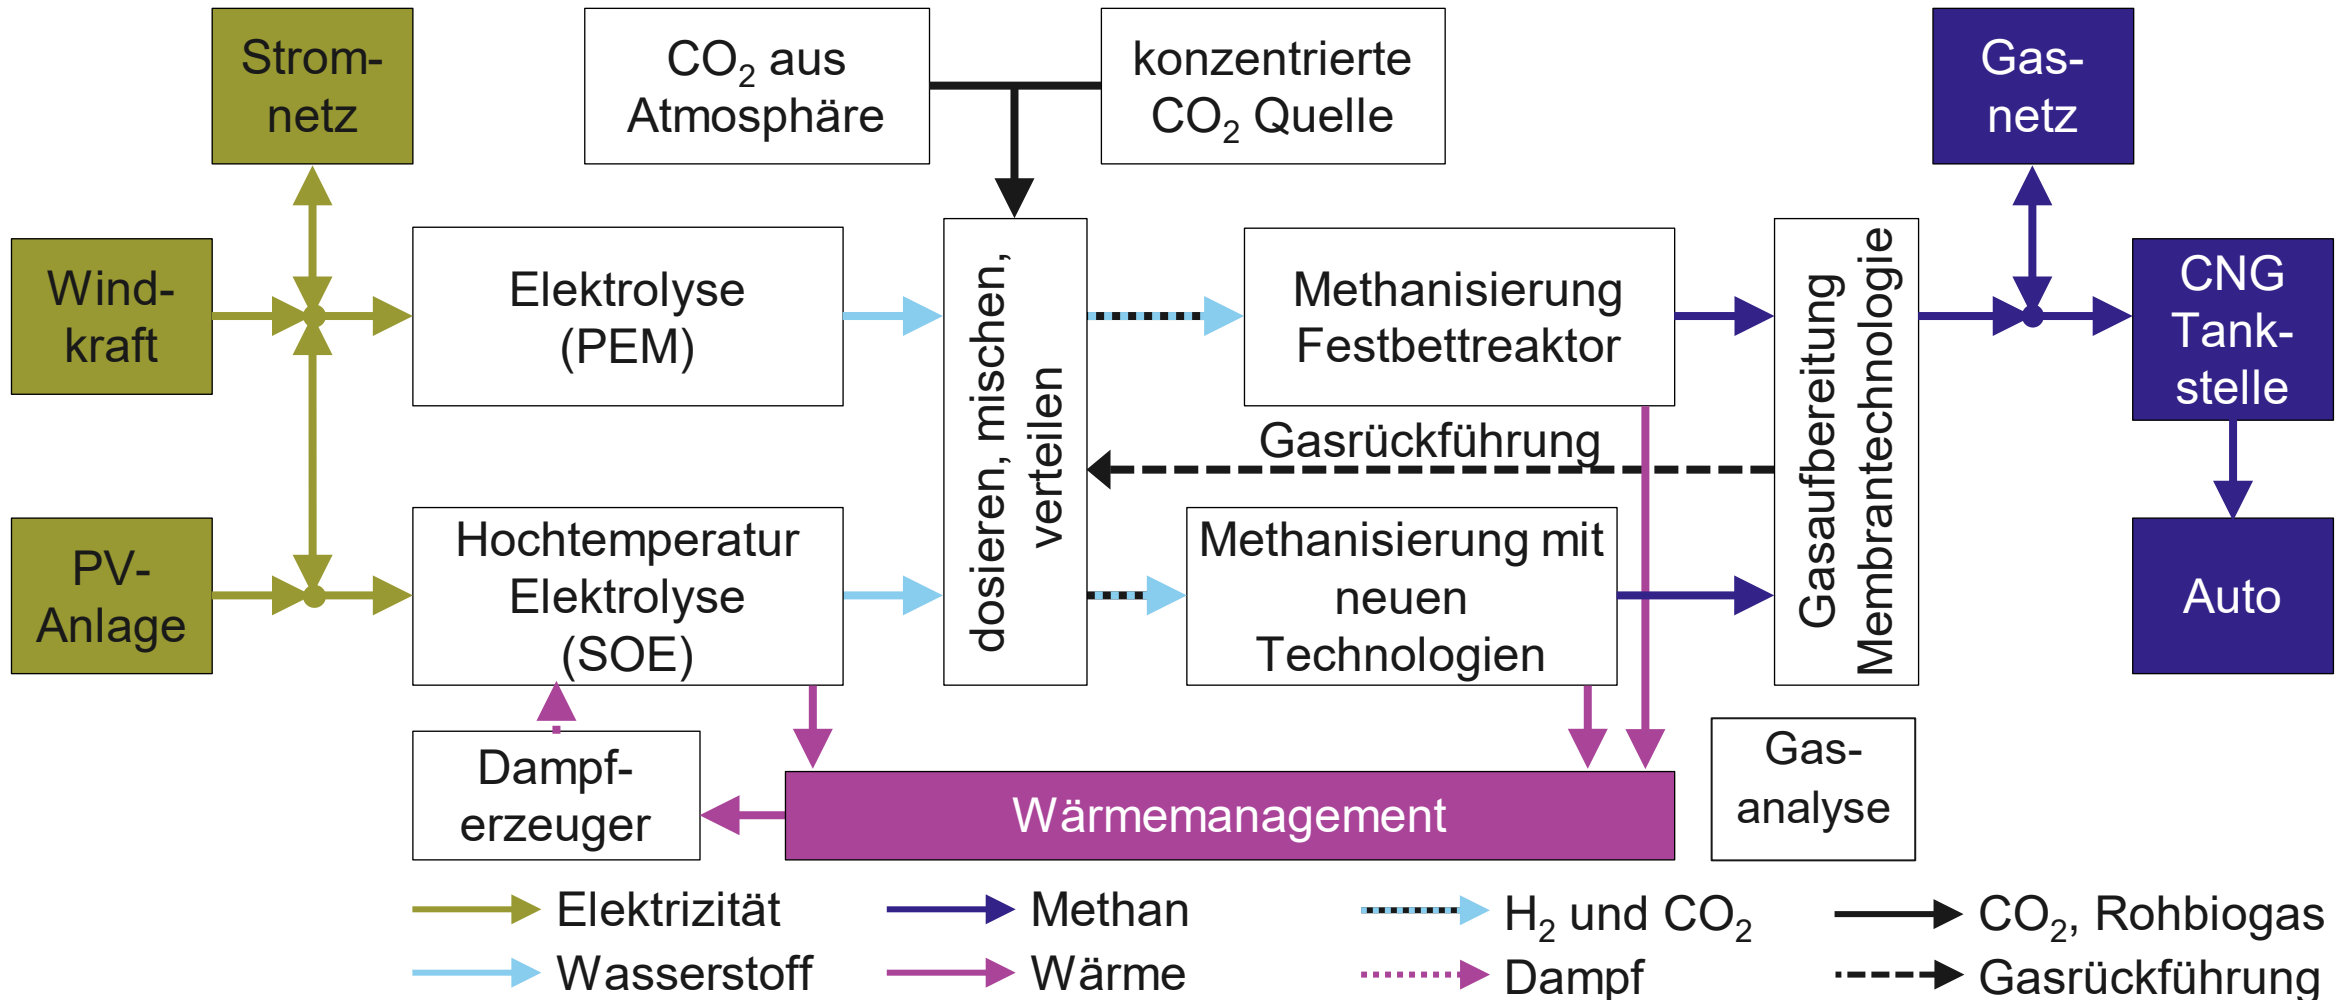 Strom-
netz
CO₂ aus
Atmosphäre
konzentrierte
CO₂ Quelle
Gas-
netz
Wind-
kraft
Elektrolyse
(PEM)
dosieren, mischen,
verteilen
Methanisierung
Festbettreaktor
Gasaufbereitung
Membrantechnologie
CNG
Tank-
stelle
Gasrückführung
PV-
Anlage
Hochtemperatur
Elektrolyse
(SOE)
Methanisierung mit
neuen
Technologien
Auto
Dampf-
erzeuger
Wärmemanagement
Gas-
analyse
Elektrizität
Methan
H₂ und CO₂
CO₂, Rohbiogas
Wasserstoff
Wärme
Dampf
Gasrückführung